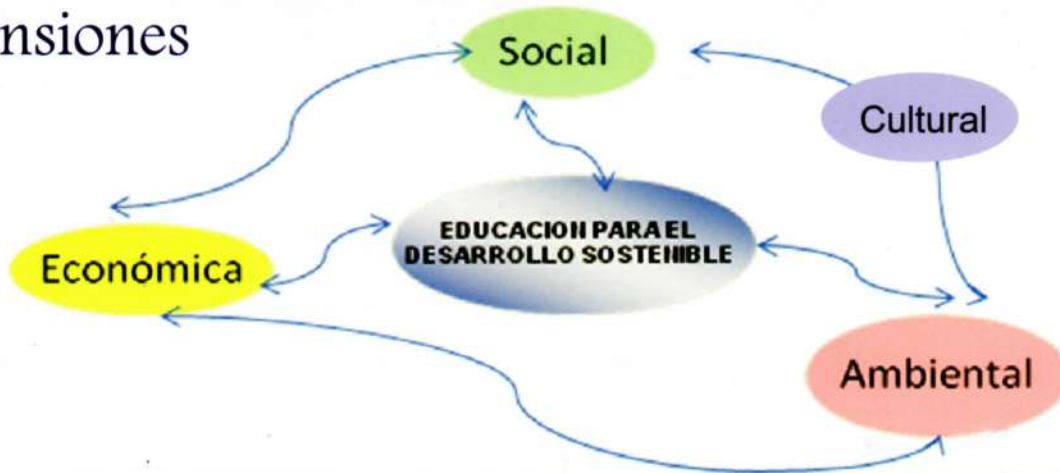 nsiones
Social
Cultural
EDUCACION PARA EL
DESARROLLO SOSTENIBLE
Económica
Ambiental